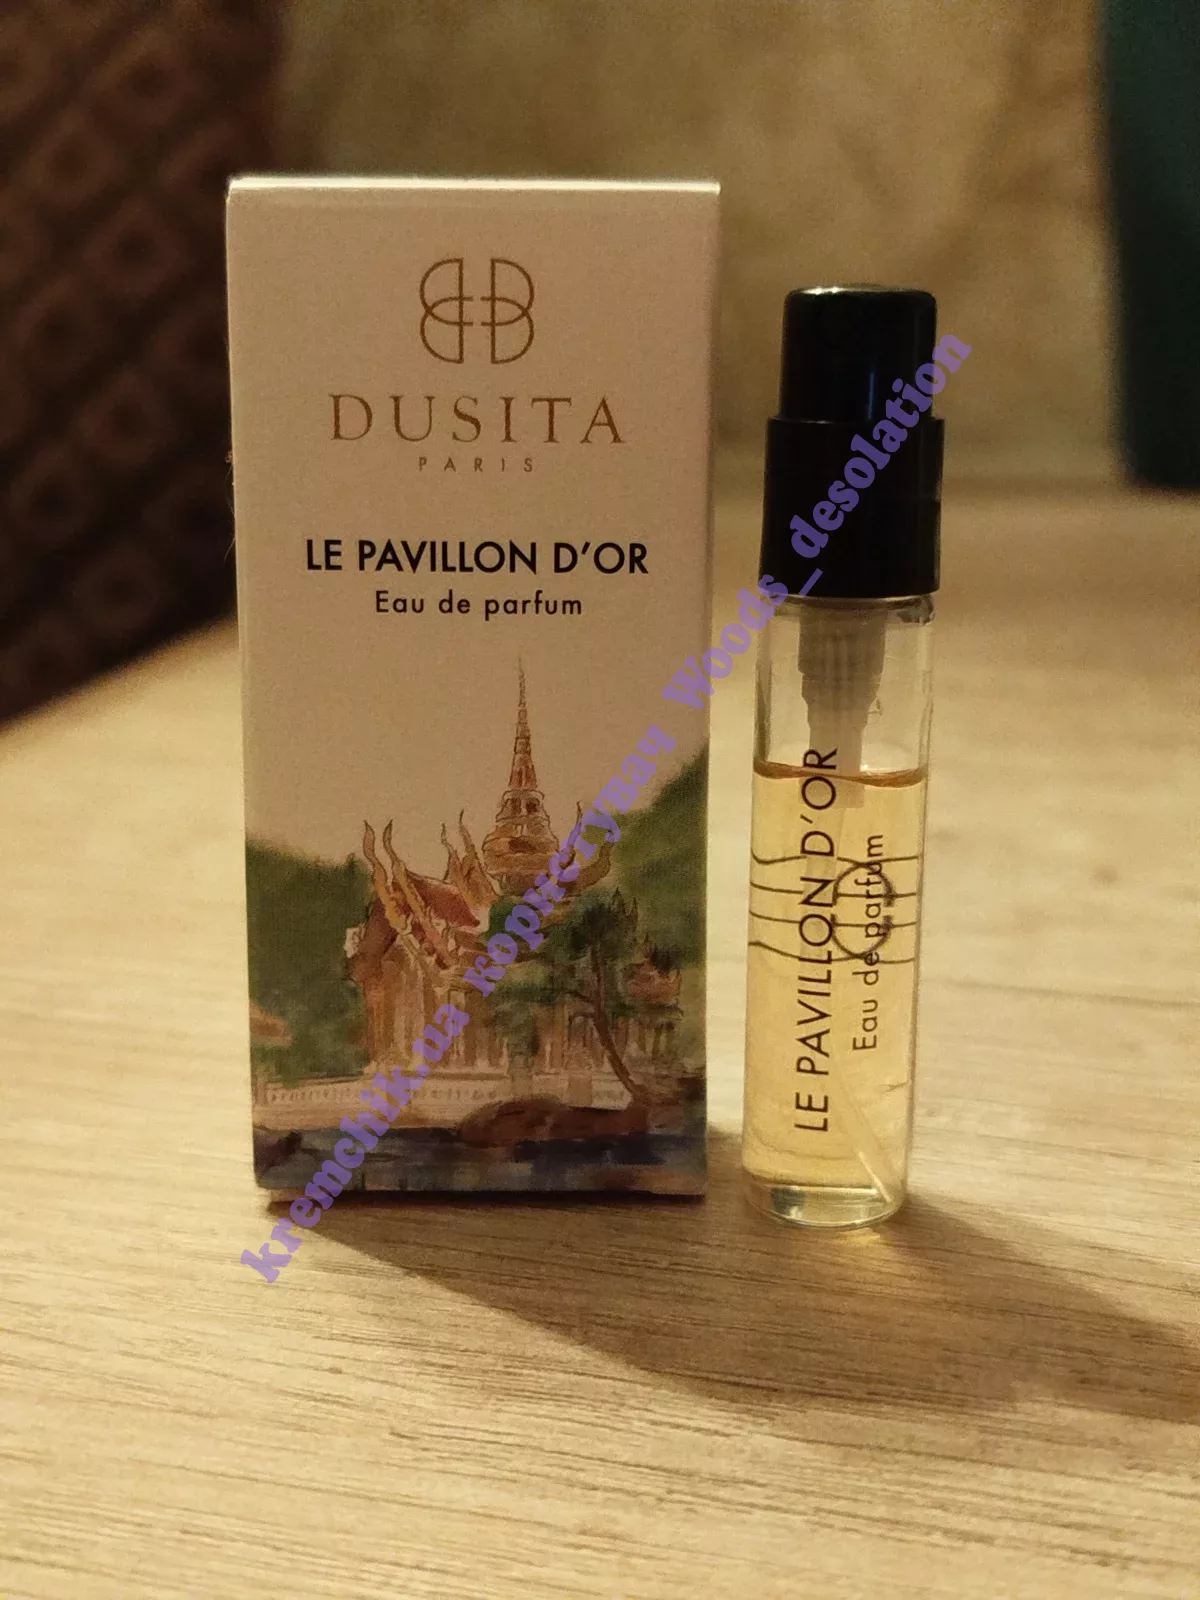 DUSITA
PARIS
LE PAVILLON D'OR
Eau de parfum
LE PAVILLON D'OR
Eau de parfum
kremchik.ua користувач Woods_desolation